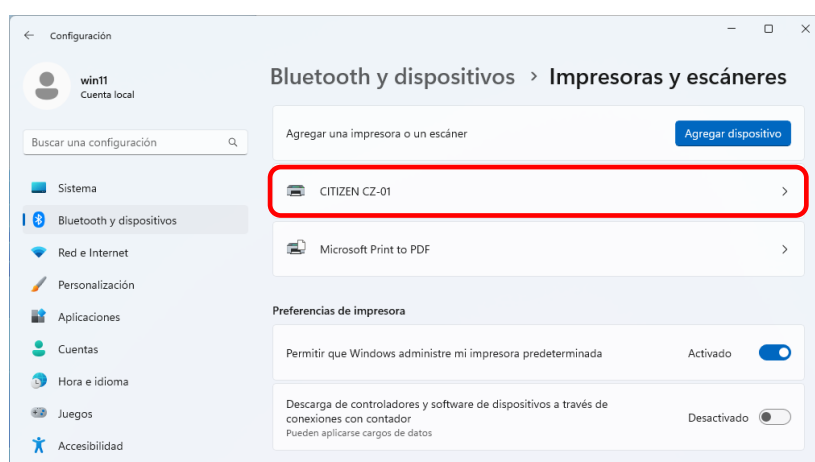 Configuración
win11
Cuenta local
Buscar una configuración
Sistema
Bluetooth y dispositivos
Red e Internet
Personalización
Aplicaciones
Cuentas
Hora e idioma
Juegos
Accesibilidad
Bluetooth y dispositivos > Impresoras y escáneres
Agregar una impresora o un escáner
Agregar dispositivo
CITIZEN CZ-01
Microsoft Print to PDF
Preferencias de impresora
Permitir que Windows administre mi impresora predeterminada
Activado
Descarga de controladores y software de dispositivos a través de
conexiones con contador
Pueden aplicarse cargos de datos
Desactivado